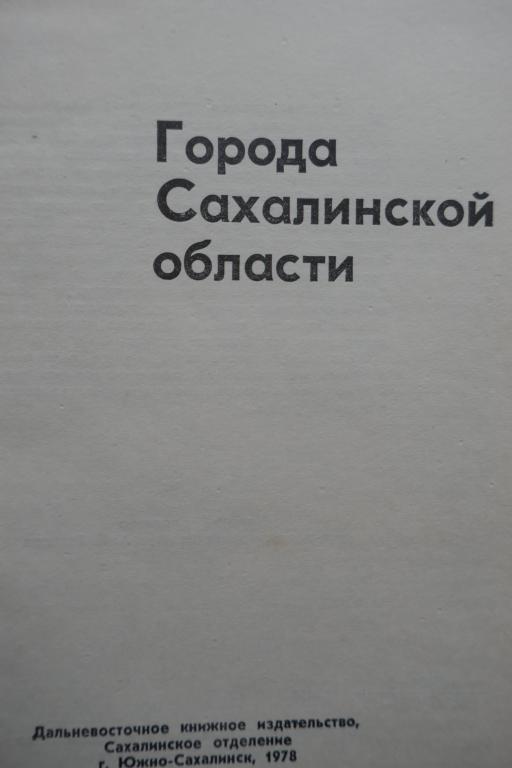 Города
Сахалинской
области
Дальневосточное книжное издательство,
Сахалинское отделение
г. Южно-Сахалинск, 1978